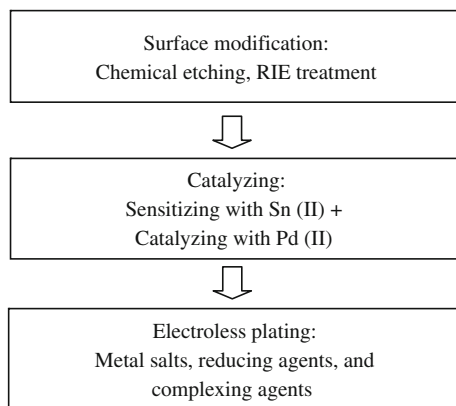 Surface modification:
Chemical etching, RIE treatment
Catalyzing:
Sensitizing with Sn (II) +
Catalyzing with Pd (II)
Electroless plating:
Metal salts, reducing agents, and
complexing agents